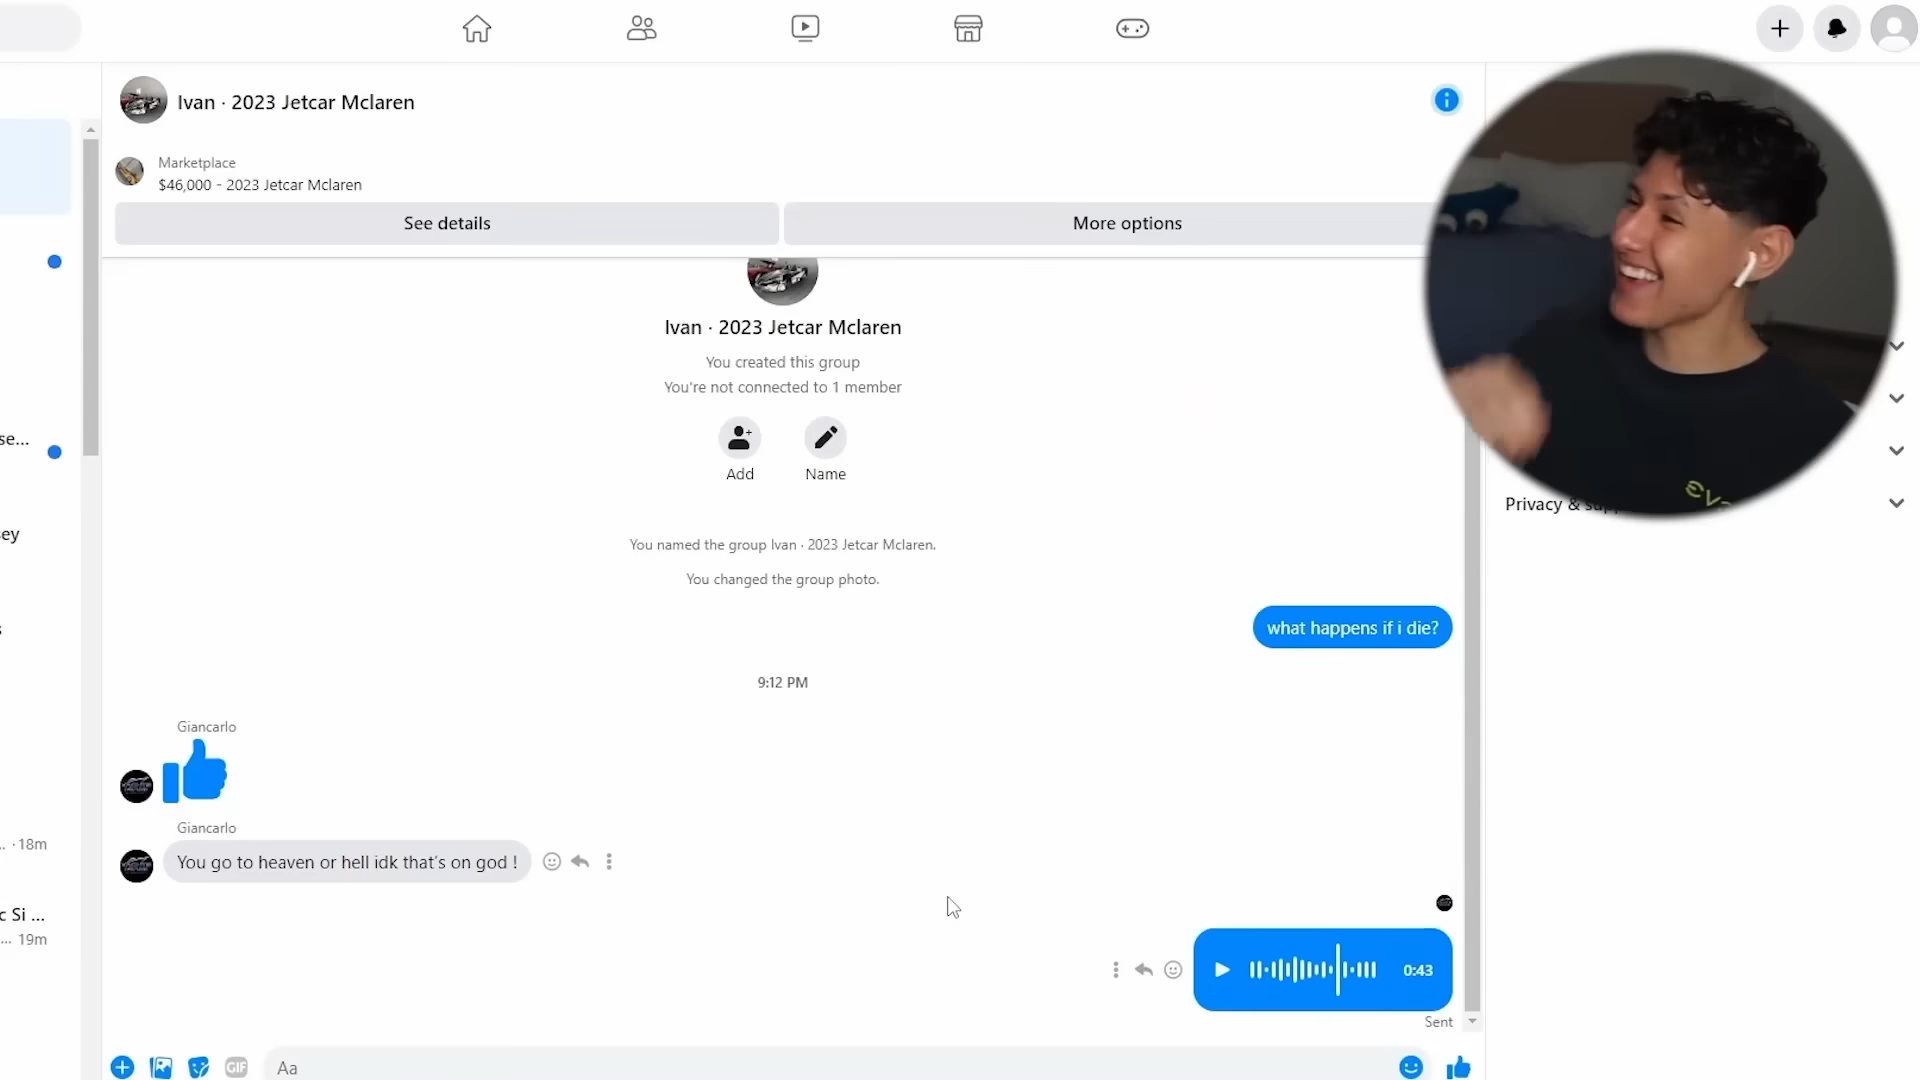 Ivan · 2023 Jetcar Mclaren
Marketplace
$46,000 - 2023 Jetcar Mclaren
See details
More options
Ivan · 2023 Jetcar Mclaren
You created this group
You're not connected to 1 member
Add
Name
You named the group Ivan · 2023 Jetcar Mclaren.
You changed the group photo.
what happens if i die?
9:12 PM
Giancarlo
Giancarlo
You go to heaven or hell idk that's on god !
0:43
Sent
GIF
Aa
se...
ey
s
... · 18m
c Si ...
... 19m
Privacy &